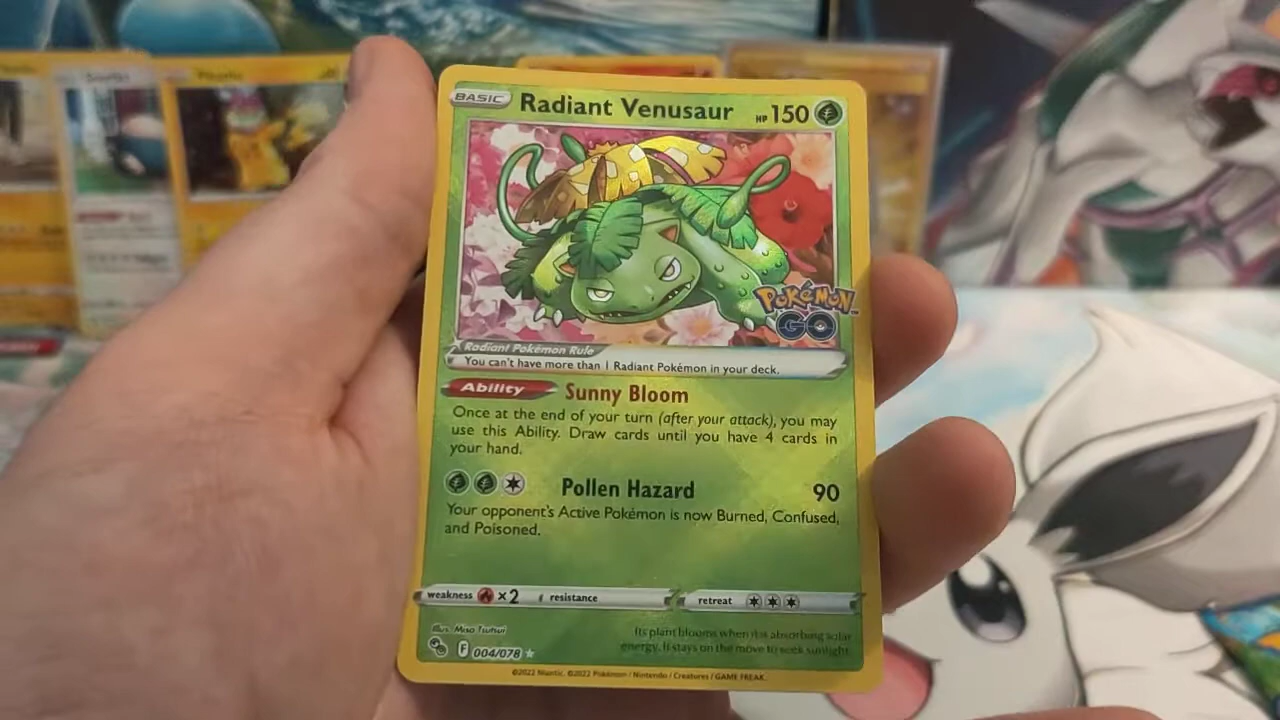 BASIC Radiant Venusaur HP 150
Pokémon
GO
Radiant Pokémon Rule
You can't have more than 1 Radiant Pokémon in your deck.
Ability Sunny Bloom
Once at the end of your turn (after your attack), you may
use this Ability. Draw cards until you have 4 cards in
your hand.
Pollen Hazard 90
Your opponent's Active Pokémon is now Burned, Confused,
and Poisoned.
weakness ×2 resistance retreat
Illus. Misa Tsutsui
Its plant blooms when it is absorbing solar
energy. It stays on the move to seek sunlight.
F 004/078
©2022 Niantic. ©2022 Pokémon / Nintendo / Creatures / GAME FREAK.